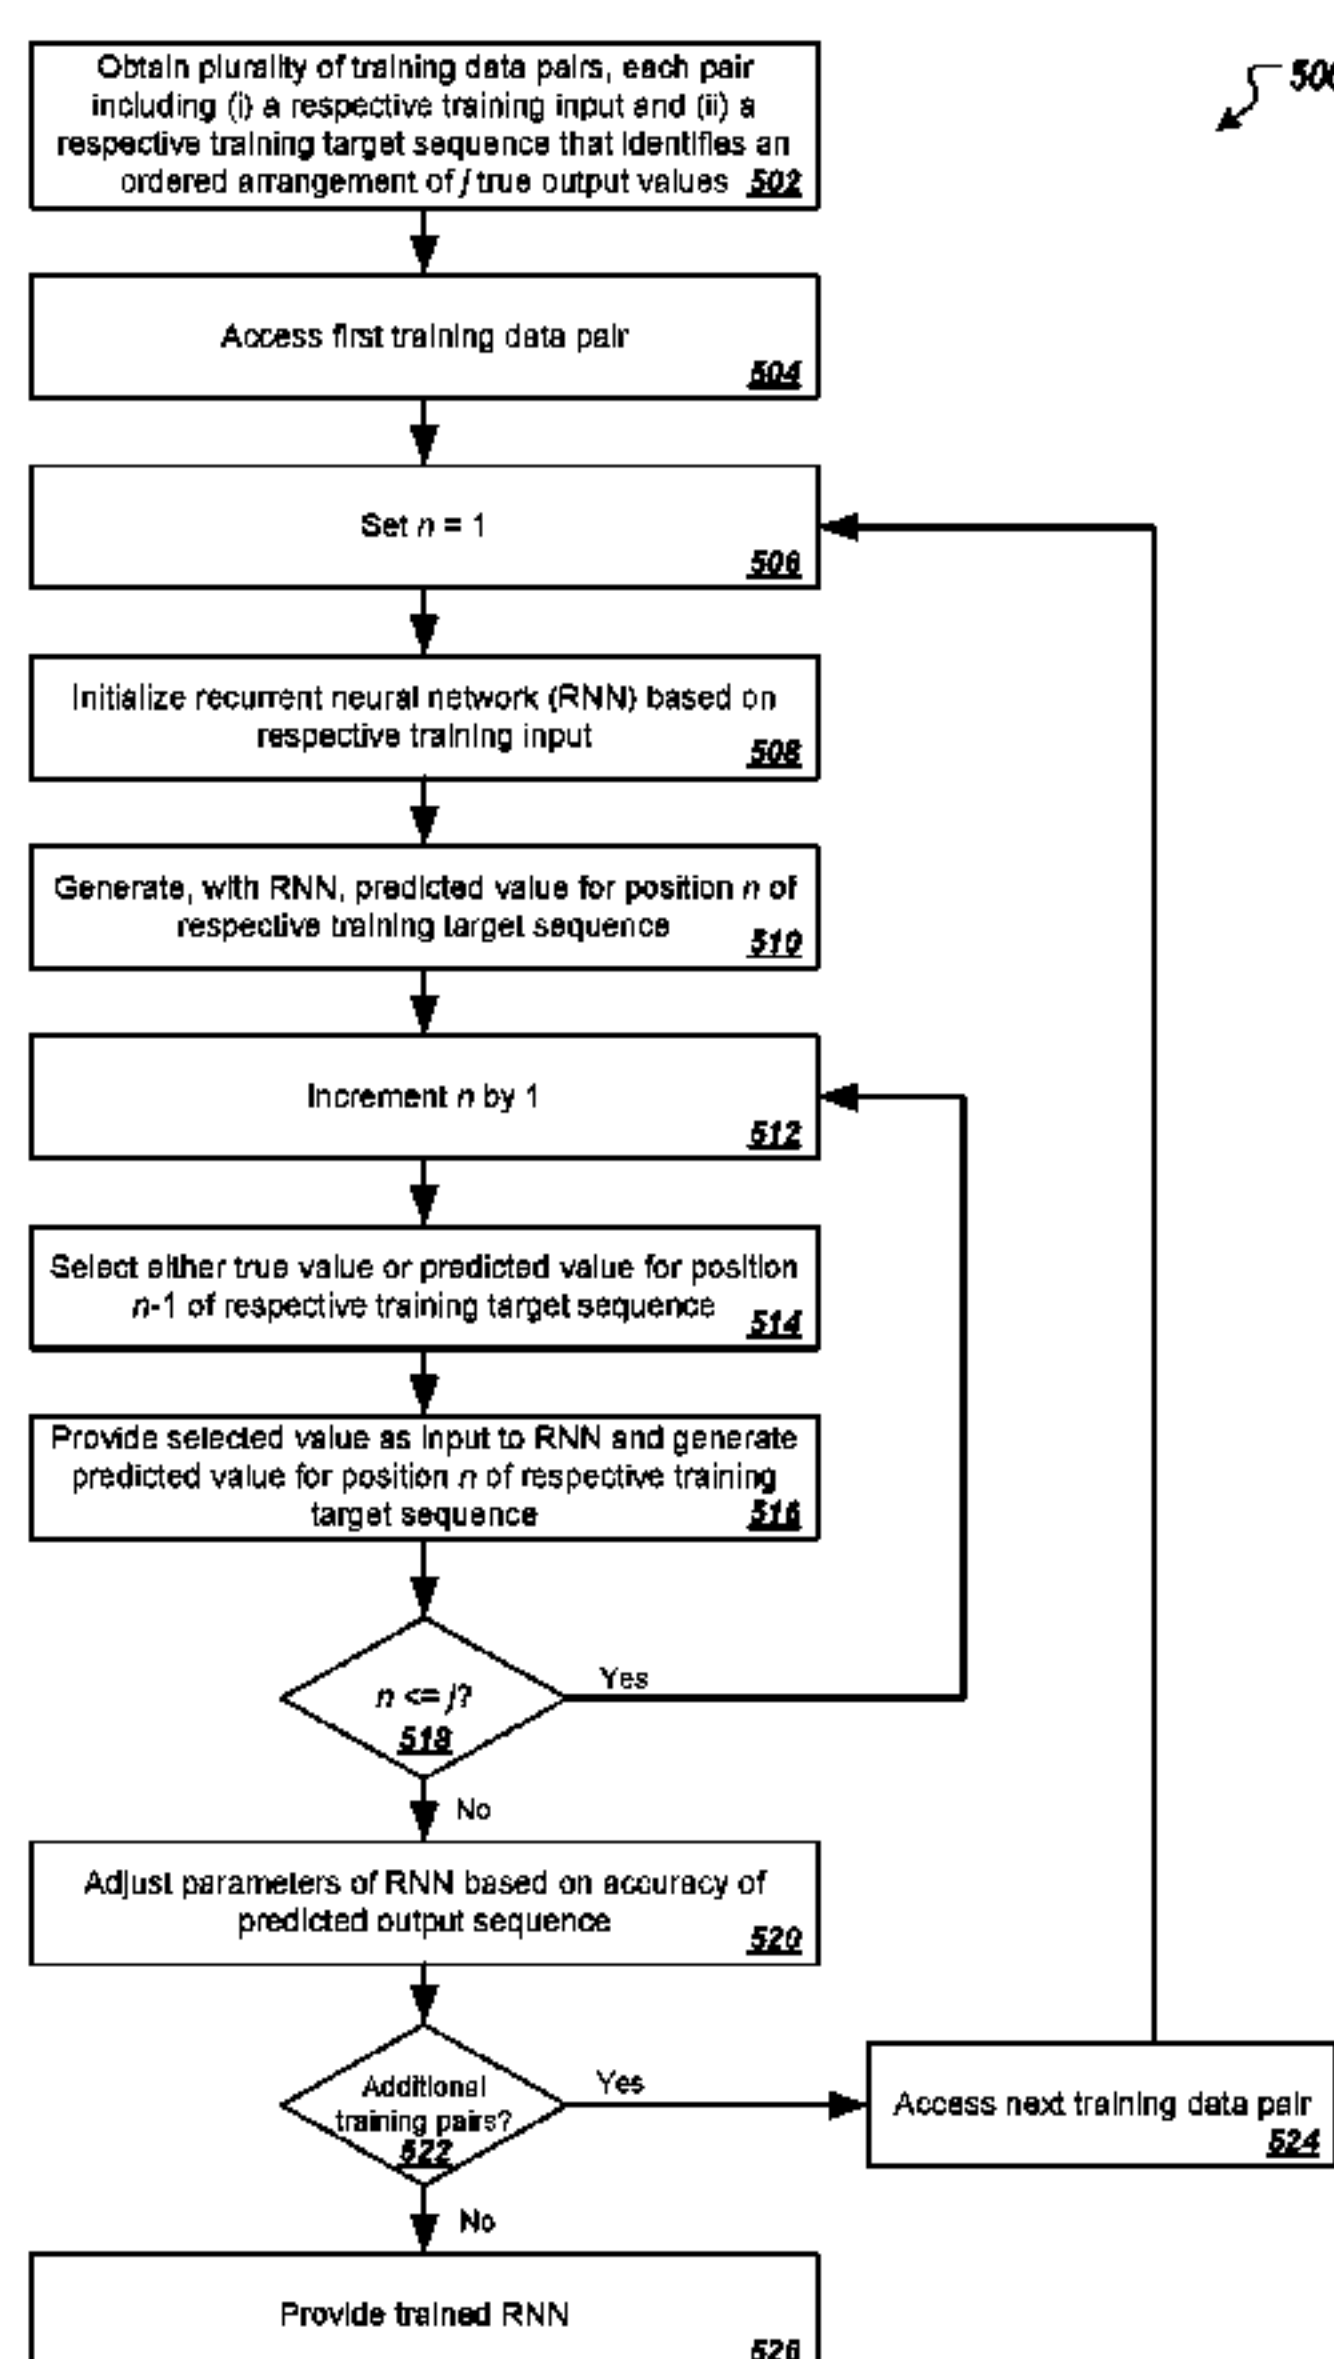 Obtain plurality of training data pairs, each pair
including (i) a respective training input and (ii) a
respective training target sequence that identifies an
ordered arrangement of j true output values 502
500
Access first training data pair
504
Set n = 1
506
Initialize recurrent neural network (RNN) based on
respective training input
508
Generate, with RNN, predicted value for position n of
respective training target sequence
510
Increment n by 1
512
Select either true value or predicted value for position
n-1 of respective training target sequence
514
Provide selected value as input to RNN and generate
predicted value for position n of respective training
target sequence
516
n <= j?
518
Yes
No
Adjust parameters of RNN based on accuracy of
predicted output sequence
520
Additional
training pairs?
522
Yes
Access next training data pair
524
No
Provide trained RNN
526